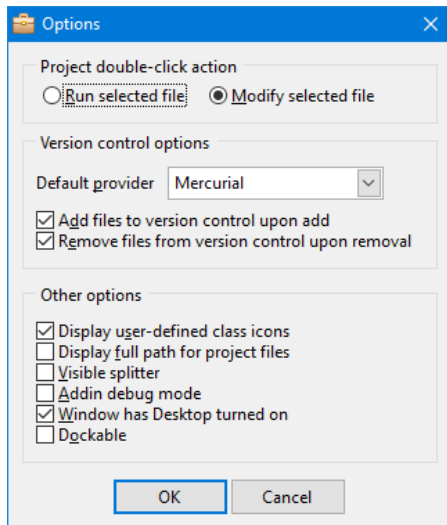 Options
Project double-click action
Run selected file Modify selected file
Version control options
Default provider Mercurial
Add files to version control upon add
Remove files from version control upon removal
Other options
Display user-defined class icons
Display full path for project files
Visible splitter
Addin debug mode
Window has Desktop turned on
Dockable
OK Cancel